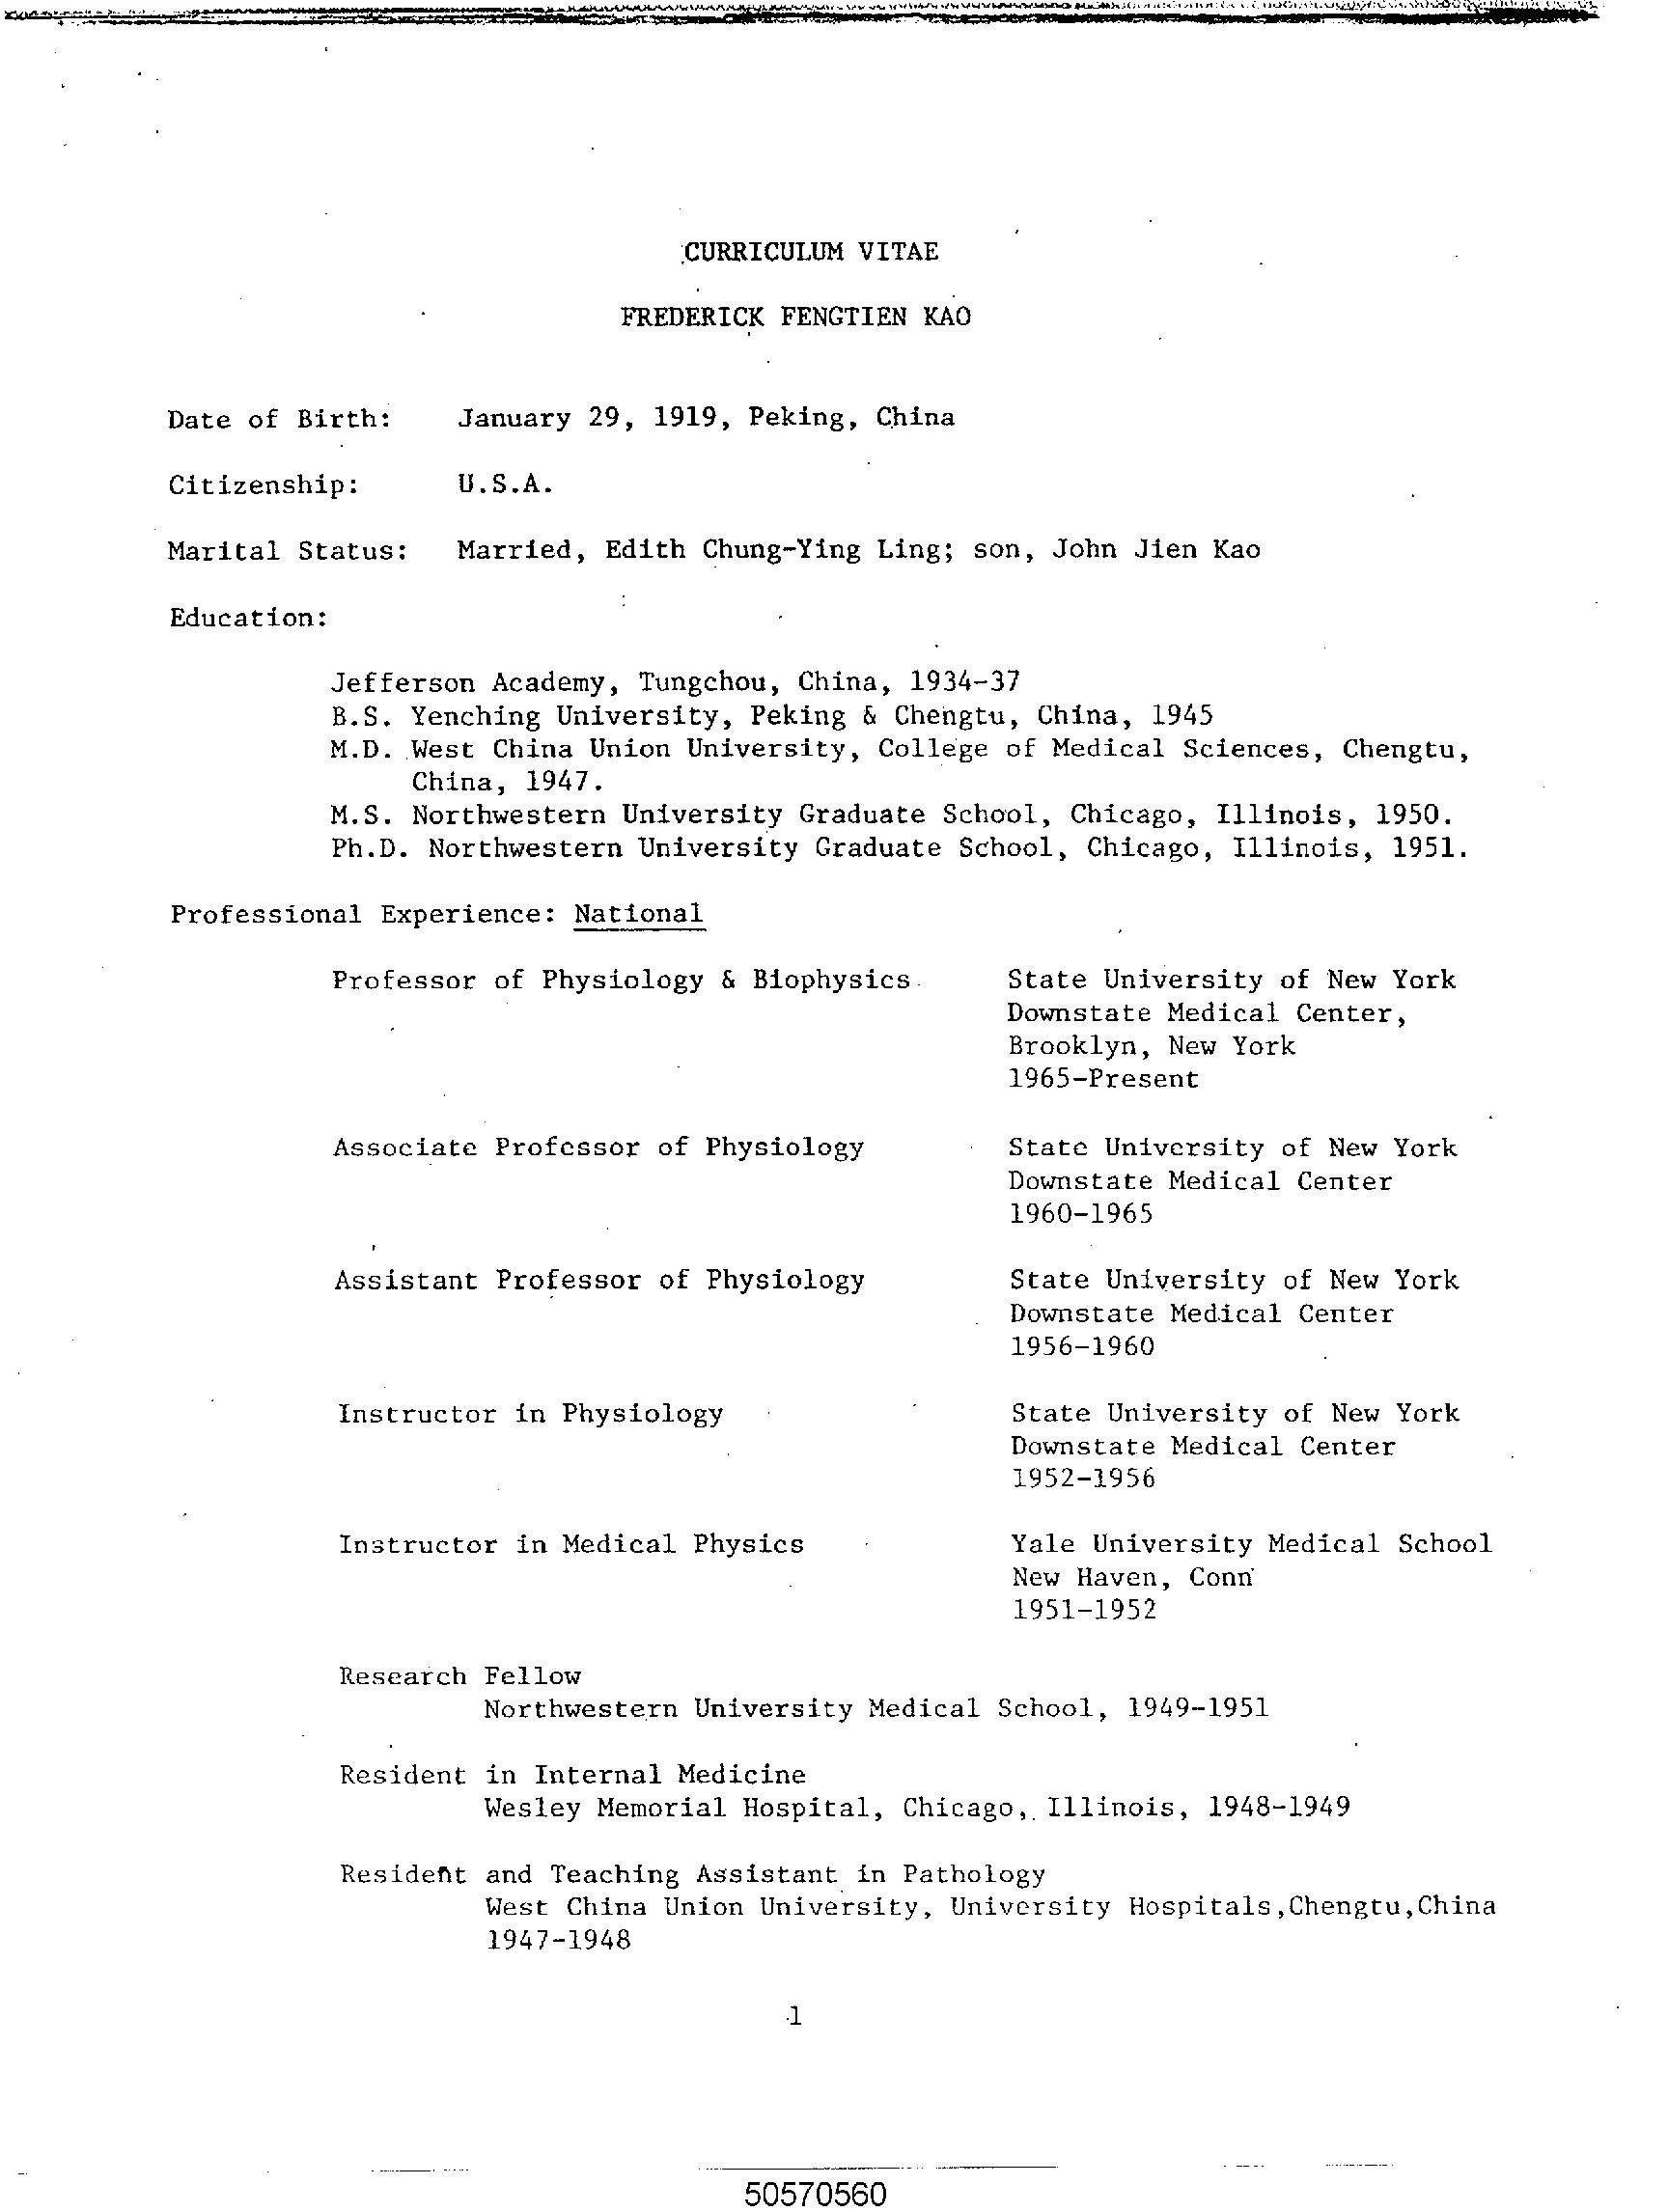 CURRICULUM VITAE
FREDERICK FENGTIEN KAO
Date of Birth: January 29, 1919, Peking, China
Citizenship: U.S.A.
Marital Status: Married, Edith Chung-Ying Ling; son, John Jien Kao
Education:
Jefferson Academy, Tungchou, China, 1934-37
B.S. Yenching University, Peking & Chengtu, China, 1945
M.D. West China Union University, College of Medical Sciences, Chengtu,
China, 1947.
M.S. Northwestern University Graduate School, Chicago, Illinois, 1950.
Ph.D. Northwestern University Graduate School, Chicago, Illinois, 1951.
Professional Experience: National
Professor of Physiology & Biophysics State University of New York
Downstate Medical Center,
Brooklyn, New York
1965-Present
Associate Professor of Physiology State University of New York
Downstate Medical Center
1960-1965
Assistant Professor of Physiology State University of New York
Downstate Medical Center
1956-1960
Instructor in Physiology State University of New York
Downstate Medical Center
1952-1956
Instructor in Medical Physics Yale University Medical School
New Haven, Conn
1951-1952
Research Fellow
Northwestern University Medical School, 1949-1951
Resident in Internal Medicine
Wesley Memorial Hospital, Chicago, Illinois, 1948-1949
Resident and Teaching Assistant in Pathology
West China Union University, University Hospitals,Chengtu,China
1947-1948
1
50570560